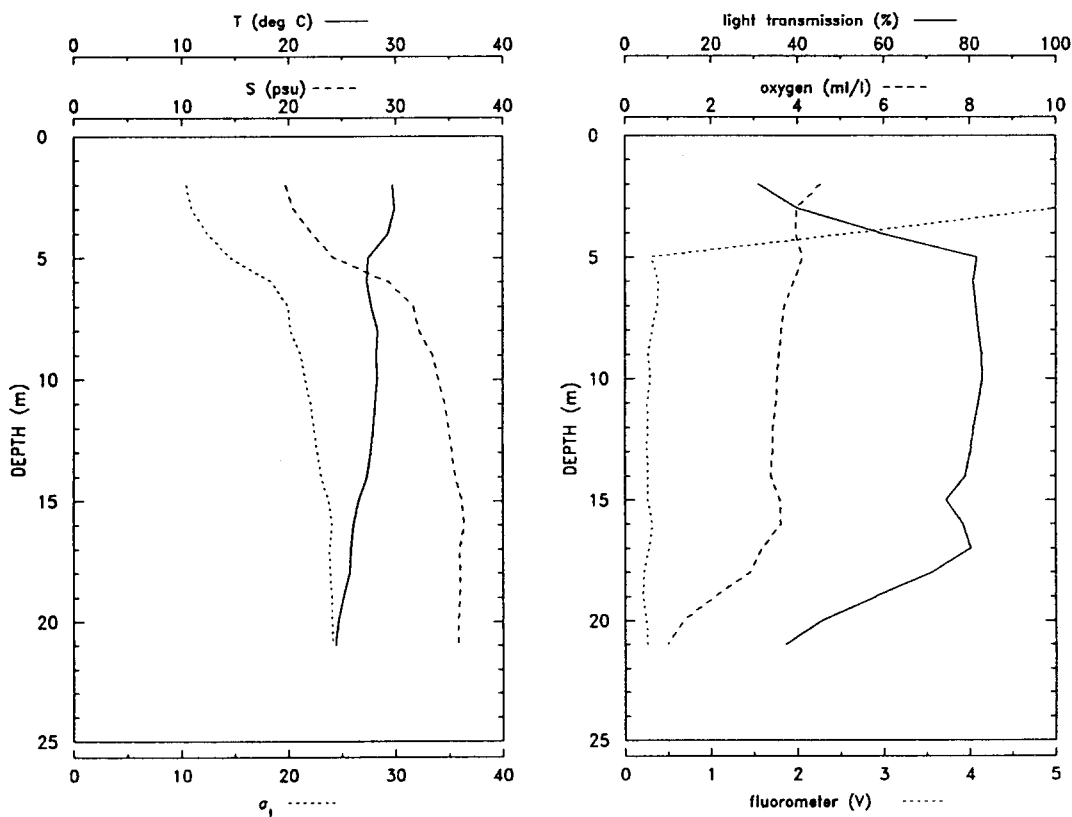 T (deg C)
0 10 20 30 40
S (psu)
0 10 20 30 40
0
5
10
15
20
25
DEPTH (m)
0 10 20 30 40
σt
light transmission (%)
0 20 40 60 80 100
oxygen (ml/l)
0 2 4 6 8 10
0
5
10
15
20
25
DEPTH (m)
0 1 2 3 4 5
fluorometer (V)